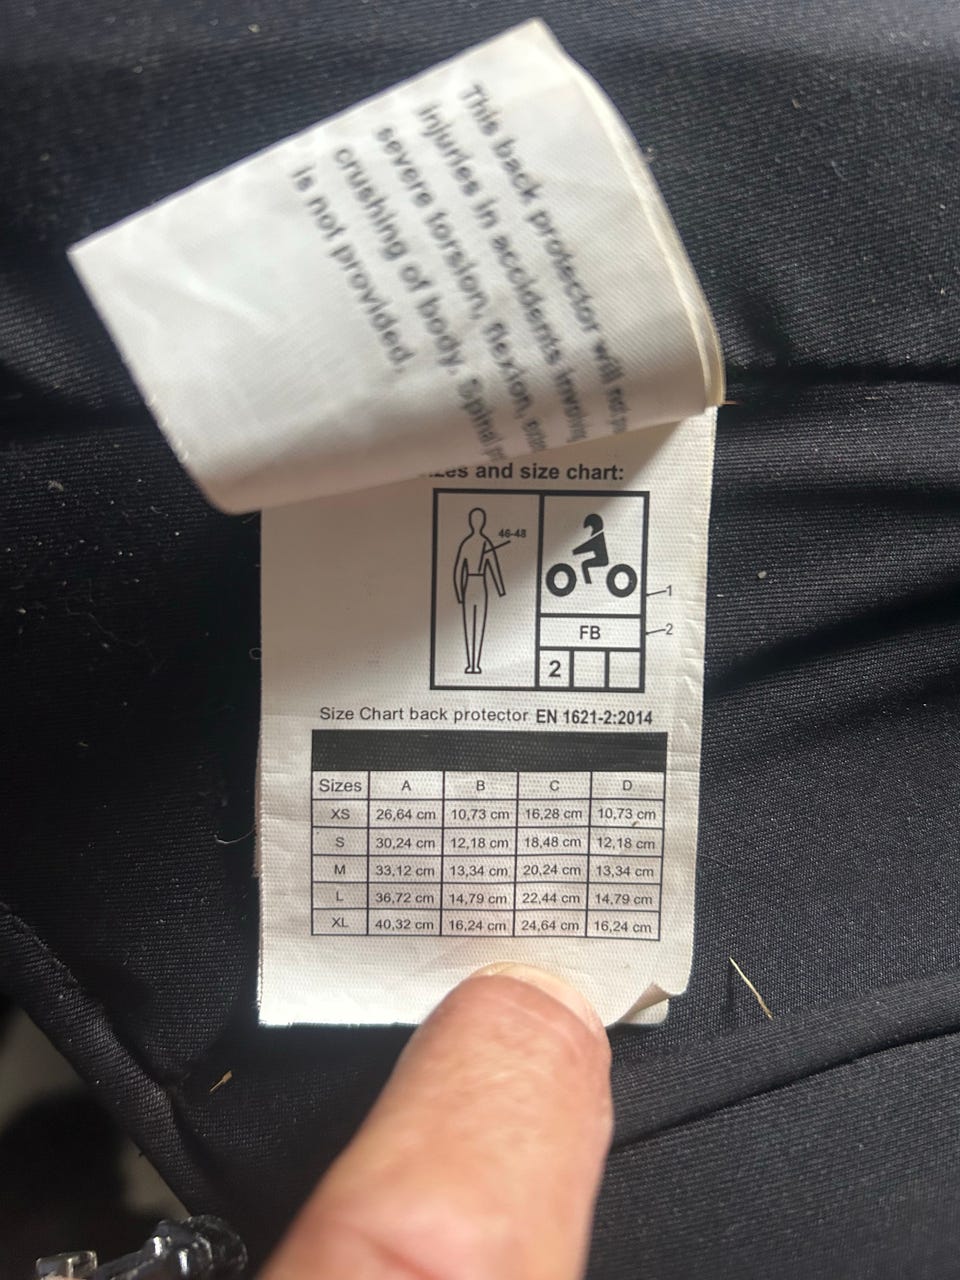 This back protector will not
injuries in accidents involving
severe torsion, flexion,
crushing of body. Spinal
is not provided.
and size chart:
46-48
1
FB
2
2
Size Chart back protector EN 1621-2:2014
Sizes A B C D
XS 26,64 cm 10,73 cm 16,28 cm 10,73 cm
S 30,24 cm 12,18 cm 18,48 cm 12,18 cm
M 33,12 cm 13,34 cm 20,24 cm 13,34 cm
L 36,72 cm 14,79 cm 22,44 cm 14,79 cm
XL 40,32 cm 16,24 cm 24,64 cm 16,24 cm